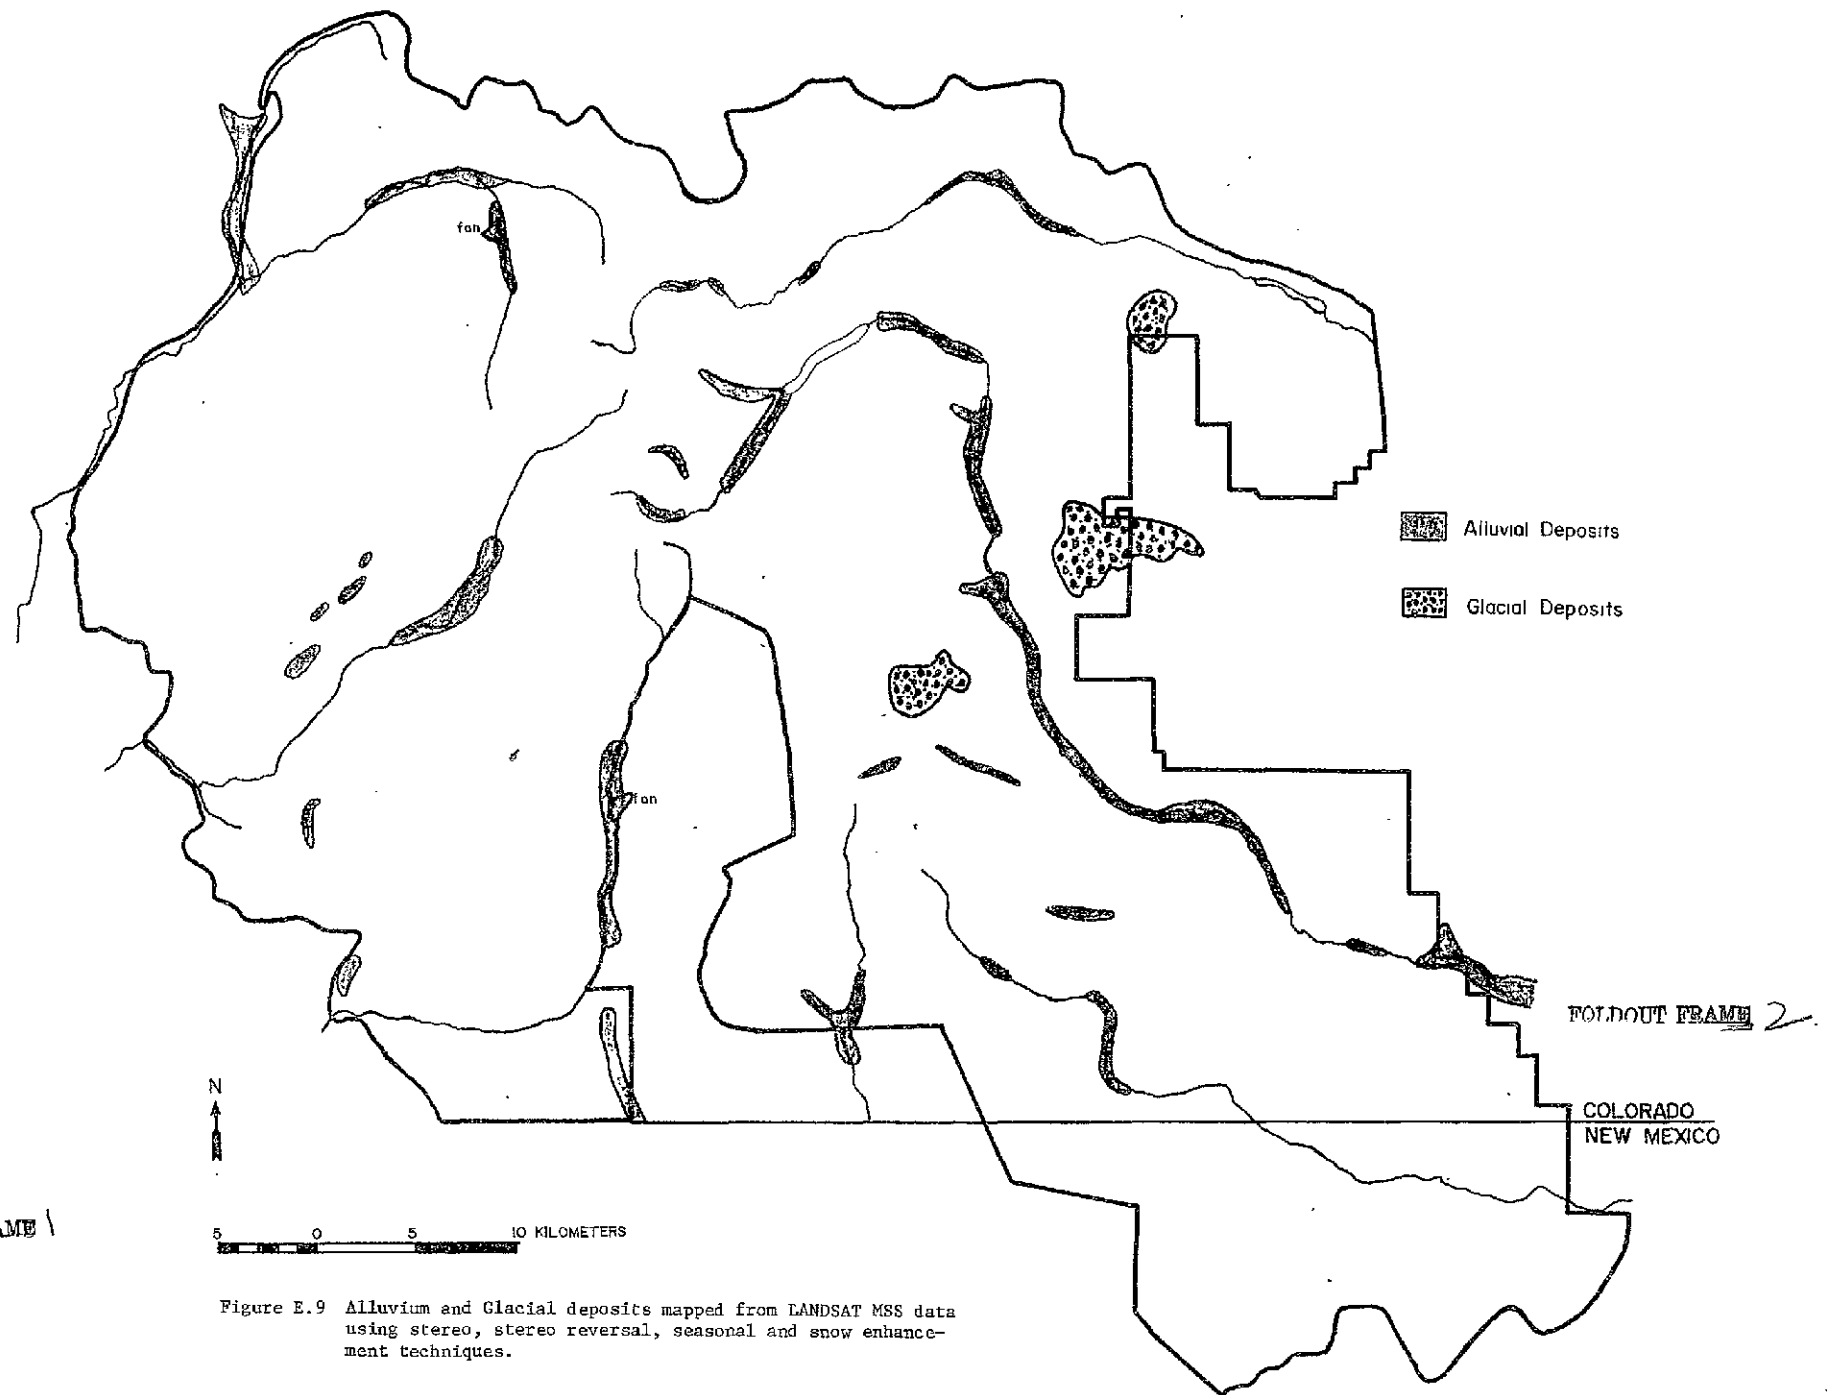 fan
Alluvial Deposits
Glacial Deposits
fan
FOLDOUT FRAME 2
N
COLORADO
NEW MEXICO
5 0 5 10 KILOMETERS
Figure E.9 Alluvium and Glacial deposits mapped from LANDSAT MSS data
using stereo, stereo reversal, seasonal and snow enhance-
ment techniques.